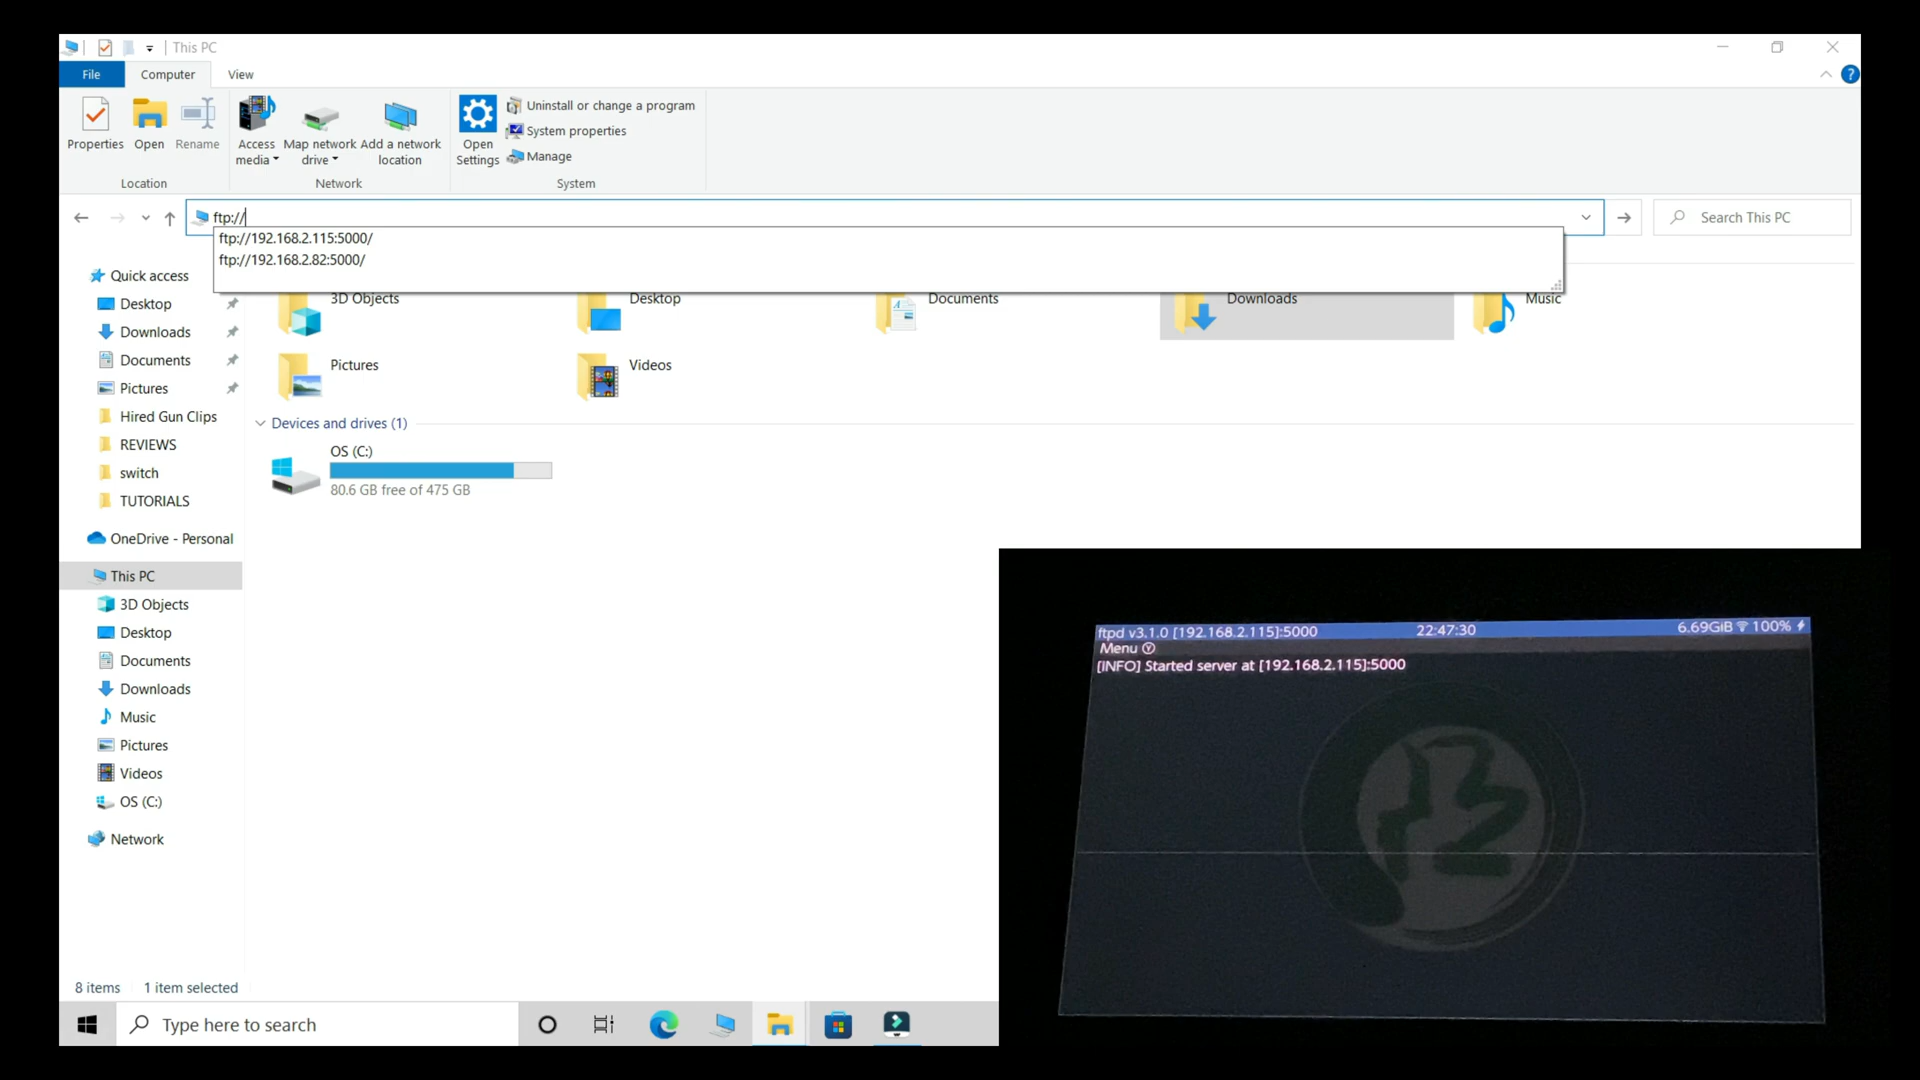 This PC
File
Computer
View
Properties
Open
Rename
Access media
Map network drive
Add a network location
Open Settings
Uninstall or change a program
System properties
Manage
Location
Network
System
ftp://
Search This PC
ftp://192.168.2.115:5000/
ftp://192.168.2.82:5000/
Quick access
Desktop
Downloads
Documents
Pictures
Hired Gun Clips
REVIEWS
switch
TUTORIALS
OneDrive - Personal
This PC
3D Objects
Desktop
Documents
Downloads
Music
Pictures
Videos
OS (C:)
Network
3D Objects
Desktop
Documents
Downloads
Music
Pictures
Videos
Devices and drives (1)
OS (C:)
80.6 GB free of 475 GB
8 items
1 item selected
Type here to search
ftpd v3.1.0 [192.168.2.115]:5000
22:47:30
6.69GiB 100%
Menu Ⓨ
[INFO] Started server at [192.168.2.115]:5000